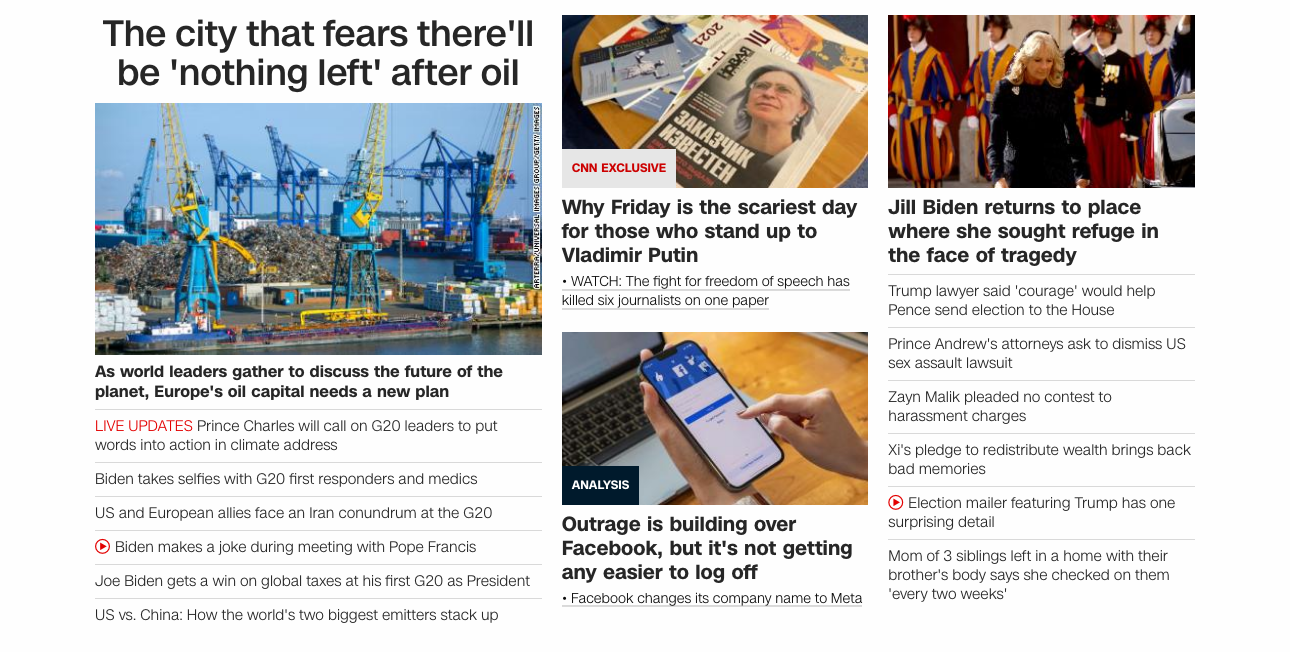 The city that fears there'll
be 'nothing left' after oil
ARTERRA/UNIVERSAL IMAGES GROUP/GETTY IMAGES
As world leaders gather to discuss the future of the
planet, Europe's oil capital needs a new plan
LIVE UPDATES Prince Charles will call on G20 leaders to put
words into action in climate address
Biden takes selfies with G20 first responders and medics
US and European allies face an Iran conundrum at the G20
Biden makes a joke during meeting with Pope Francis
Joe Biden gets a win on global taxes at his first G20 as President
US vs. China: How the world's two biggest emitters stack up
2021
ЗАКАЗЧИК
ИЗВЕСТЕН
CNN EXCLUSIVE
Why Friday is the scariest day
for those who stand up to
Vladimir Putin
• WATCH: The fight for freedom of speech has
killed six journalists on one paper
ANALYSIS
Outrage is building over
Facebook, but it's not getting
any easier to log off
• Facebook changes its company name to Meta
Jill Biden returns to place
where she sought refuge in
the face of tragedy
Trump lawyer said 'courage' would help
Pence send election to the House
Prince Andrew's attorneys ask to dismiss US
sex assault lawsuit
Zayn Malik pleaded no contest to
harassment charges
Xi's pledge to redistribute wealth brings back
bad memories
Election mailer featuring Trump has one
surprising detail
Mom of 3 siblings left in a home with their
brother's body says she checked on them
'every two weeks'